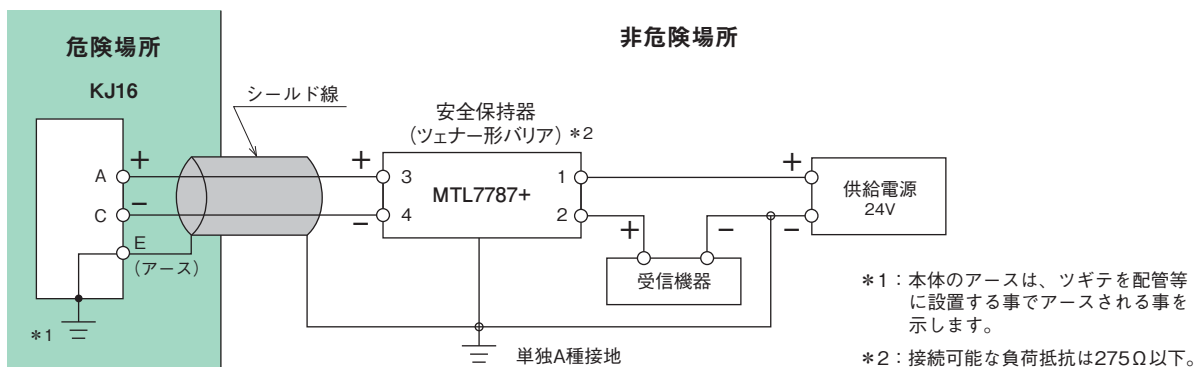 危険場所
非危険場所
KJ16
シールド線
安全保持器
(ツェナー形バリア)*2
A + + 3 MTL7787+ 1 +
供給電源
24V
C − − 4 2 + − −
E
(アース)
受信機器
*1
単独A種接地
*1:本体のアースは、ツギテを配管等
に設置する事でアースされる事を
示します。
*2:接続可能な負荷抵抗は275Ω以下。